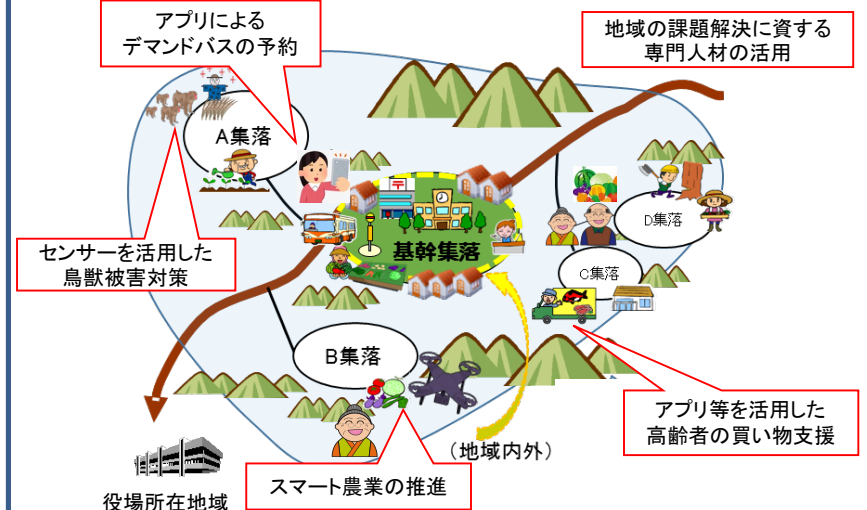 アプリによる
デマンドバスの予約
地域の課題解決に資する
専門人材の活用
A集落
〒
D集落
基幹集落
センサーを活用した
鳥獣被害対策
C集落
B集落
アプリ等を活用した
高齢者の買い物支援
(地域内外)
スマート農業の推進
役場所在地域